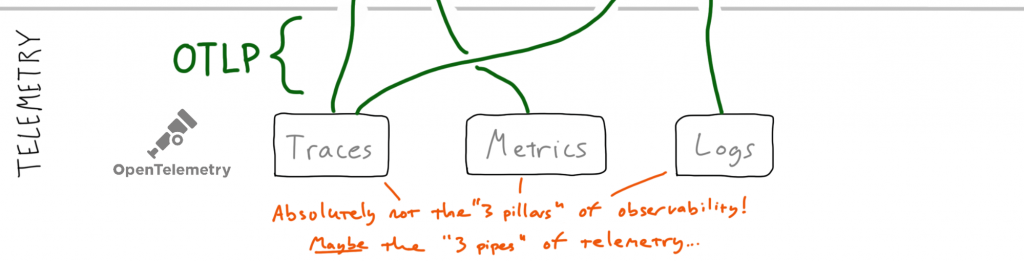 TELEMETRY
OTLP
OpenTelemetry
Traces
Metrics
Logs
Absolutely not the "3 pillars" of observability!
Maybe the "3 pipes" of telemetry...